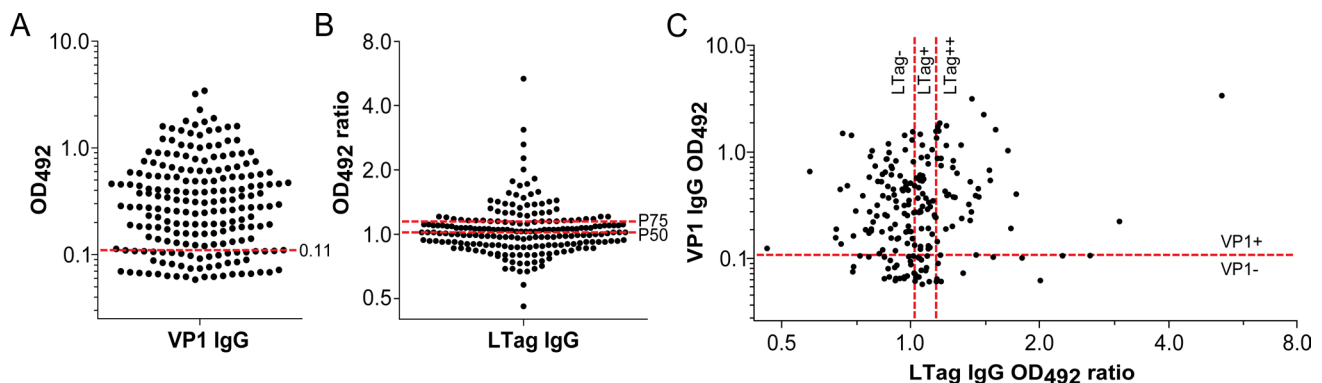 A
OD492
10.0
1.0
0.1
0.11
VP1 IgG
B
OD492 ratio
8.0
4.0
2.0
1.0
0.5
P75
P50
LTag IgG
C
VP1 IgG OD492
10.0
1.0
0.1
LTag-
LTag+
LTag++
VP1+
VP1-
0.5 1.0 2.0 4.0 8.0
LTag IgG OD492 ratio